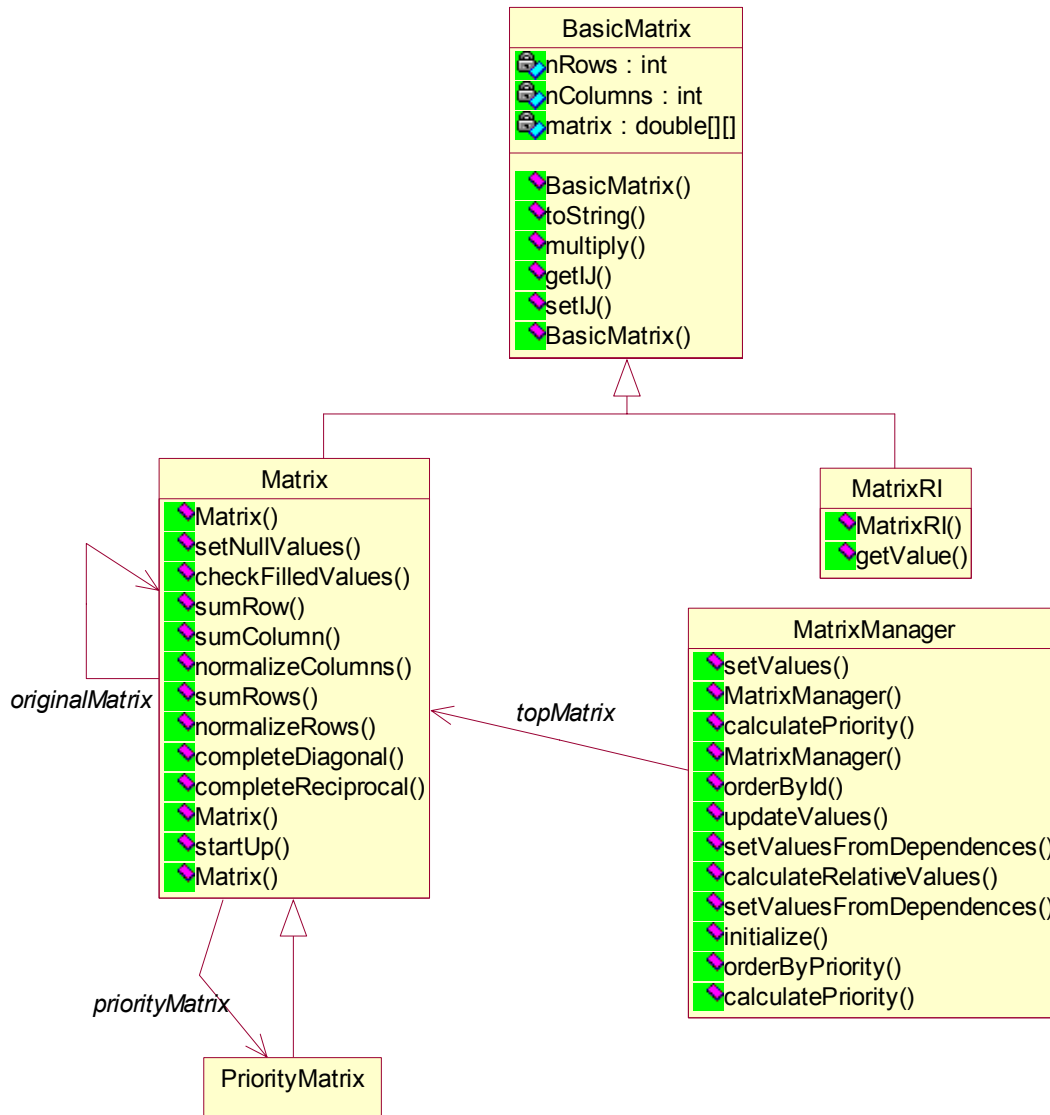 BasicMatrix
nRows : int
nColumns : int
matrix : double[][]
BasicMatrix()
toString()
multiply()
getIJ()
setIJ()
BasicMatrix()
Matrix
Matrix()
setNullValues()
checkFilledValues()
sumRow()
sumColumn()
normalizeColumns()
sumRows()
normalizeRows()
completeDiagonal()
completeReciprocal()
Matrix()
startUp()
Matrix()
originalMatrix
MatrixRI
MatrixRI()
getValue()
topMatrix
MatrixManager
setValues()
MatrixManager()
calculatePriority()
MatrixManager()
orderById()
updateValues()
setValuesFromDependences()
calculateRelativeValues()
setValuesFromDependences()
initialize()
orderByPriority()
calculatePriority()
priorityMatrix
PriorityMatrix